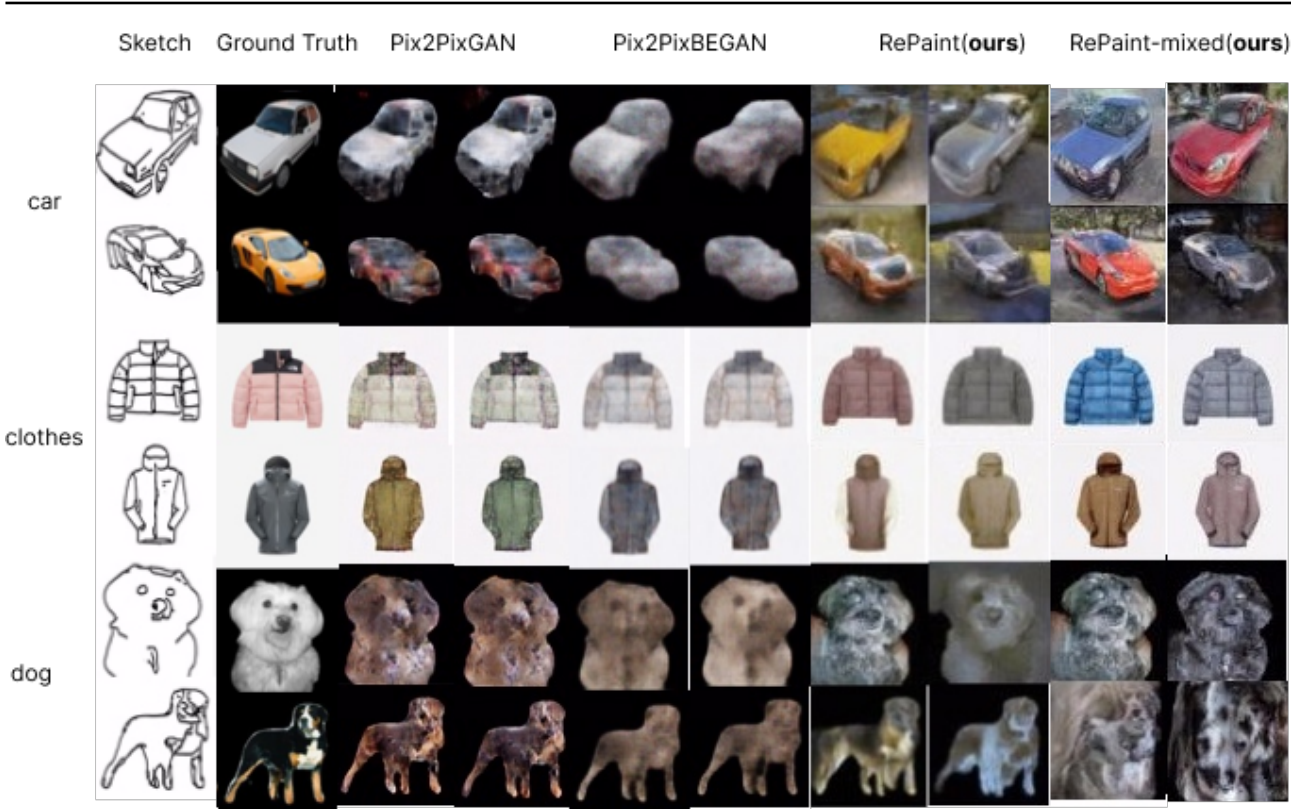 Sketch Ground Truth Pix2PixGAN Pix2PixBEGAN RePaint(ours) RePaint-mixed(ours)
car
clothes
dog